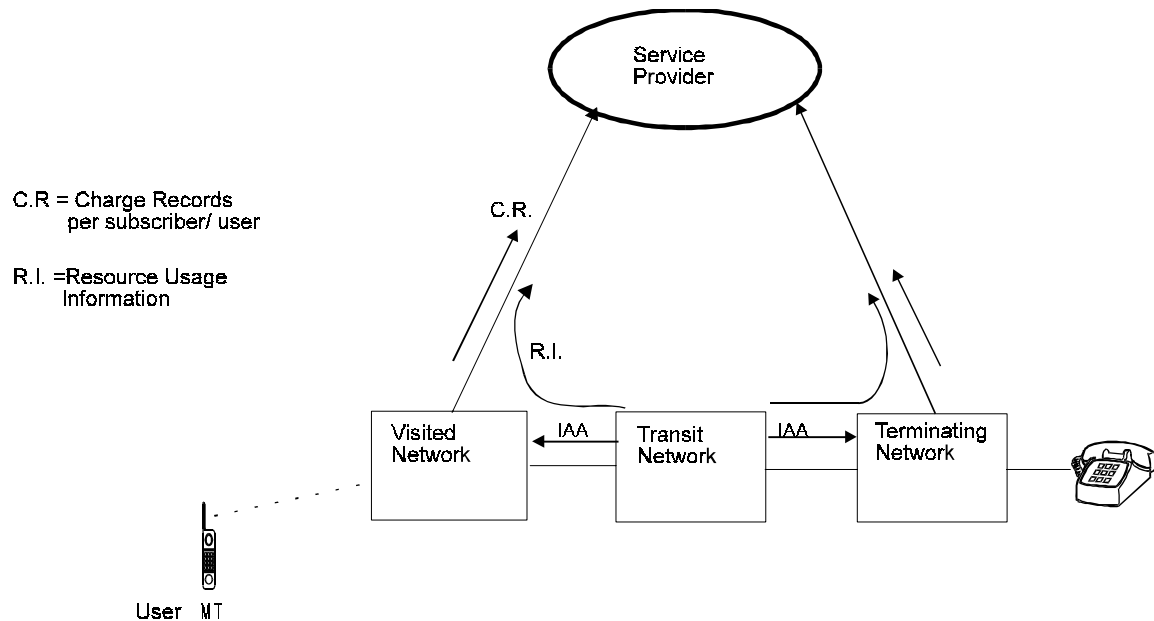 Service
Provider
C.R = Charge Records
per subscriber/ user
C.R.
R.I. =Resource Usage
Information
R.I.
Visited
Network
IAA
Transit
Network
IAA
Terminating
Network
User MT